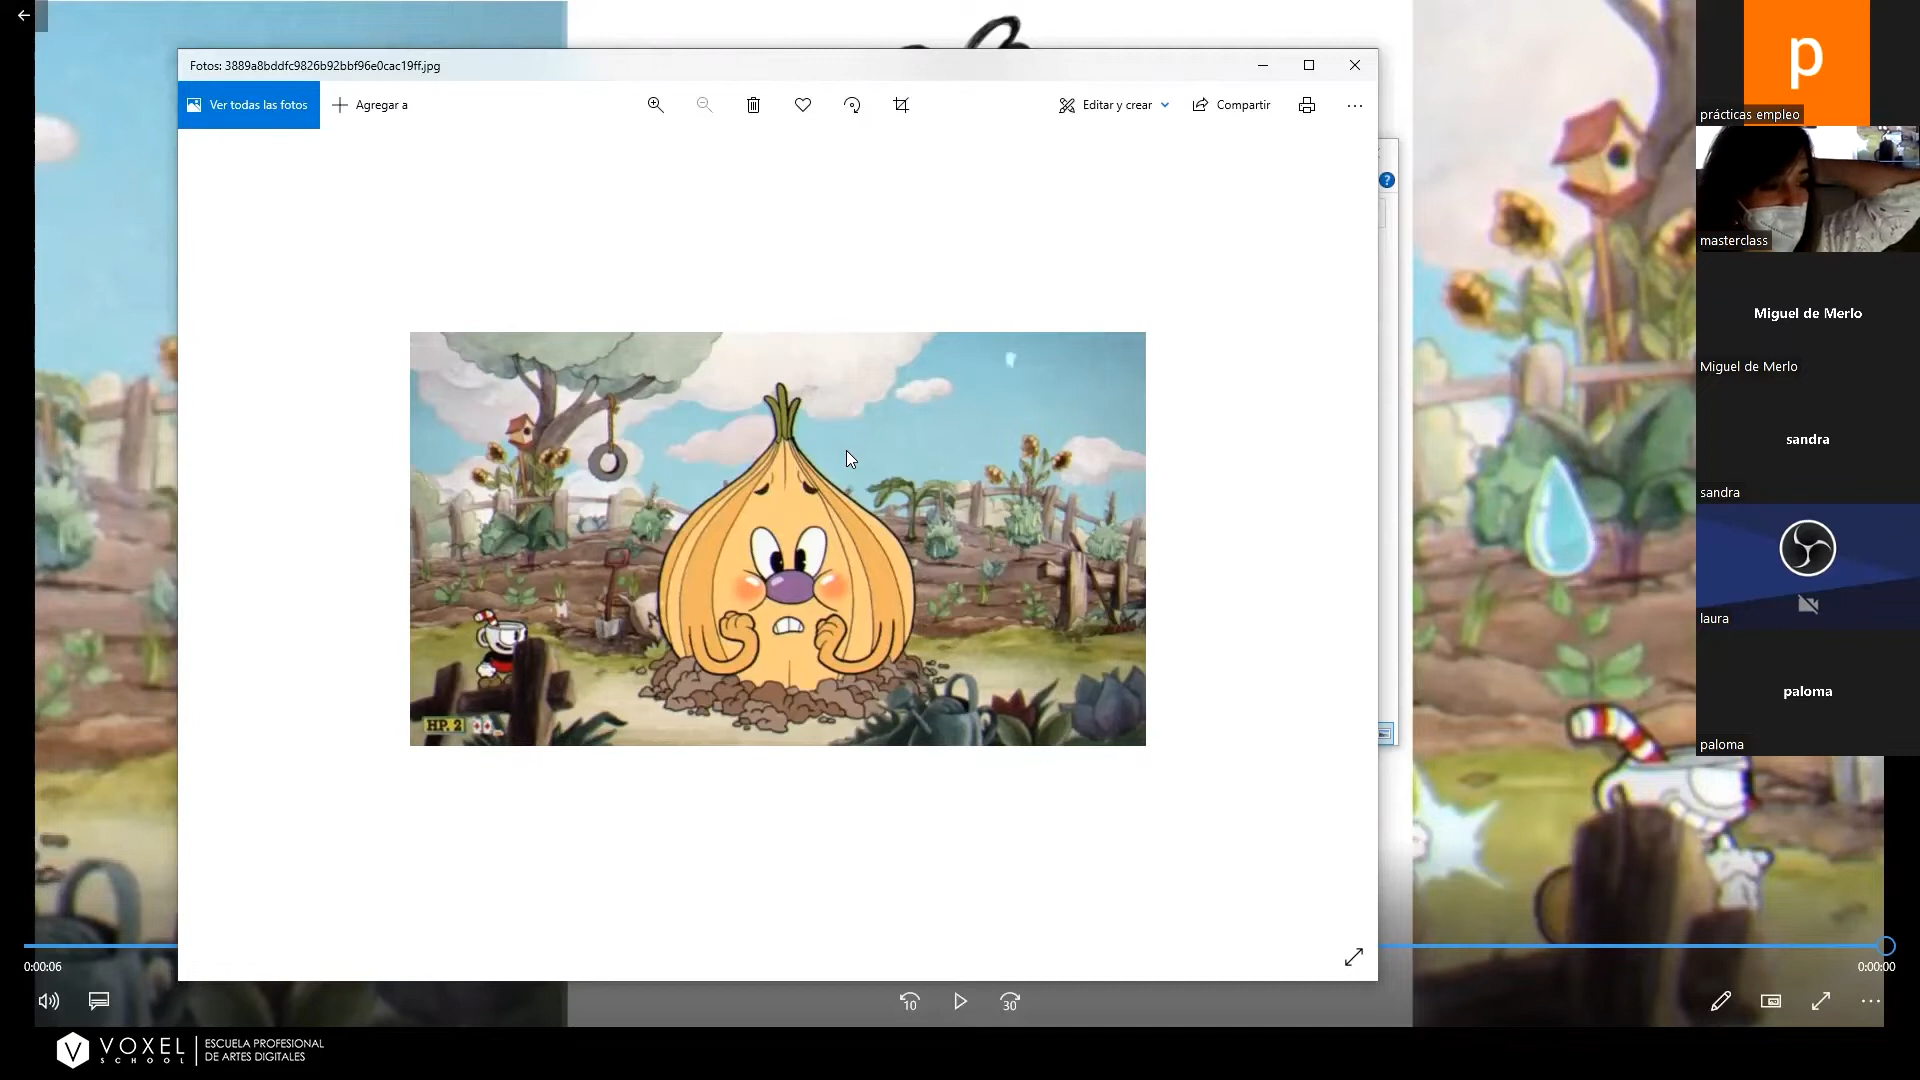 Fotos: 3889a8bddfc9826b92bbf96e0cac19ff.jpg
Ver todas las fotos
Agregar a
Editar y crear
Compartir
p
prácticas empleo
masterclass
Miguel de Merlo
Miguel de Merlo
sandra
sandra
laura
paloma
paloma
?
HP. 2
0:00:06
0:00:00
10
30
V
VOXEL
SCHOOL
ESCUELA PROFESIONAL
DE ARTES DIGITALES